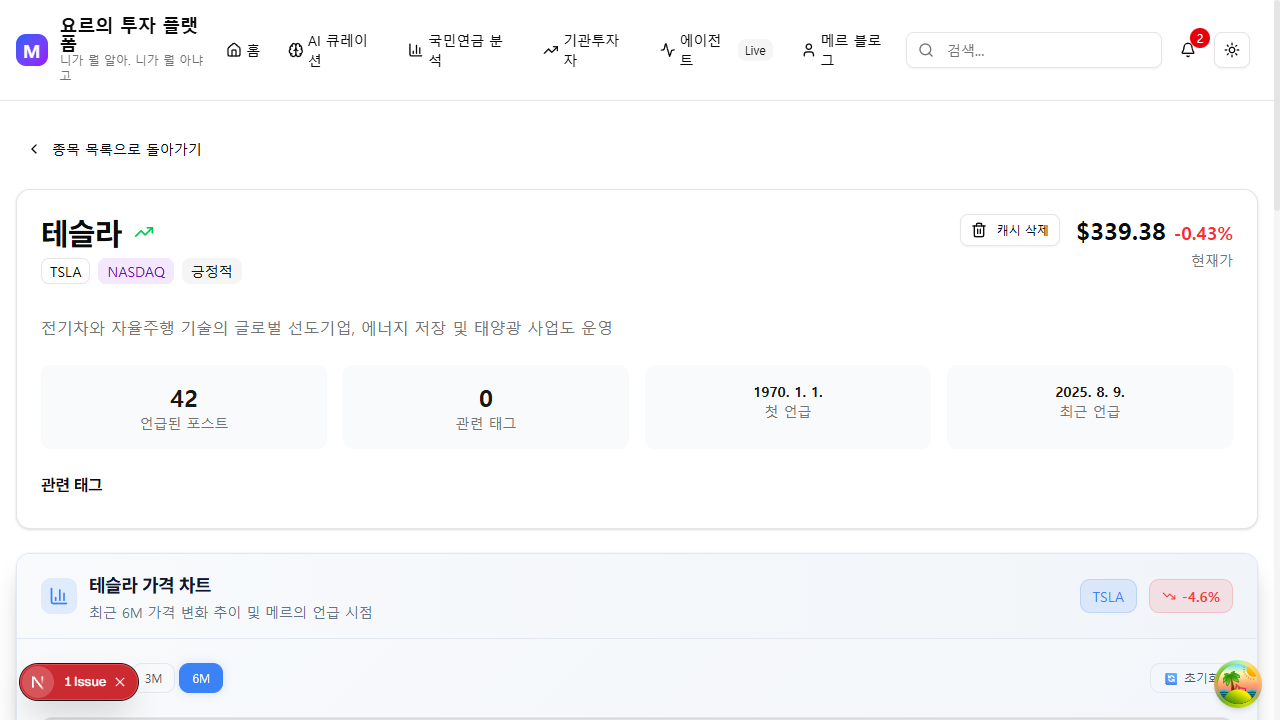 M
요르의 투자 플랫
폼
니가 뭘 알아. 니가 뭘 아냐
고
홈
AI 큐레이
션
국민연금 분
석
기관투자
자
에이전
트
Live
메르 블로
그
검색...
2
종목 목록으로 돌아가기
테슬라
캐시 삭제
$339.38 -0.43%
TSLA
NASDAQ
긍정적
현재가
전기차와 자율주행 기술의 글로벌 선도기업, 에너지 저장 및 태양광 사업도 운영
42
언급된 포스트
0
관련 태그
1970. 1. 1.
첫 언급
2025. 8. 9.
최근 언급
관련 태그
테슬라 가격 차트
최근 6M 가격 변화 추이 및 메르의 언급 시점
TSLA
-4.6%
N
1 Issue
3M
6M
초기